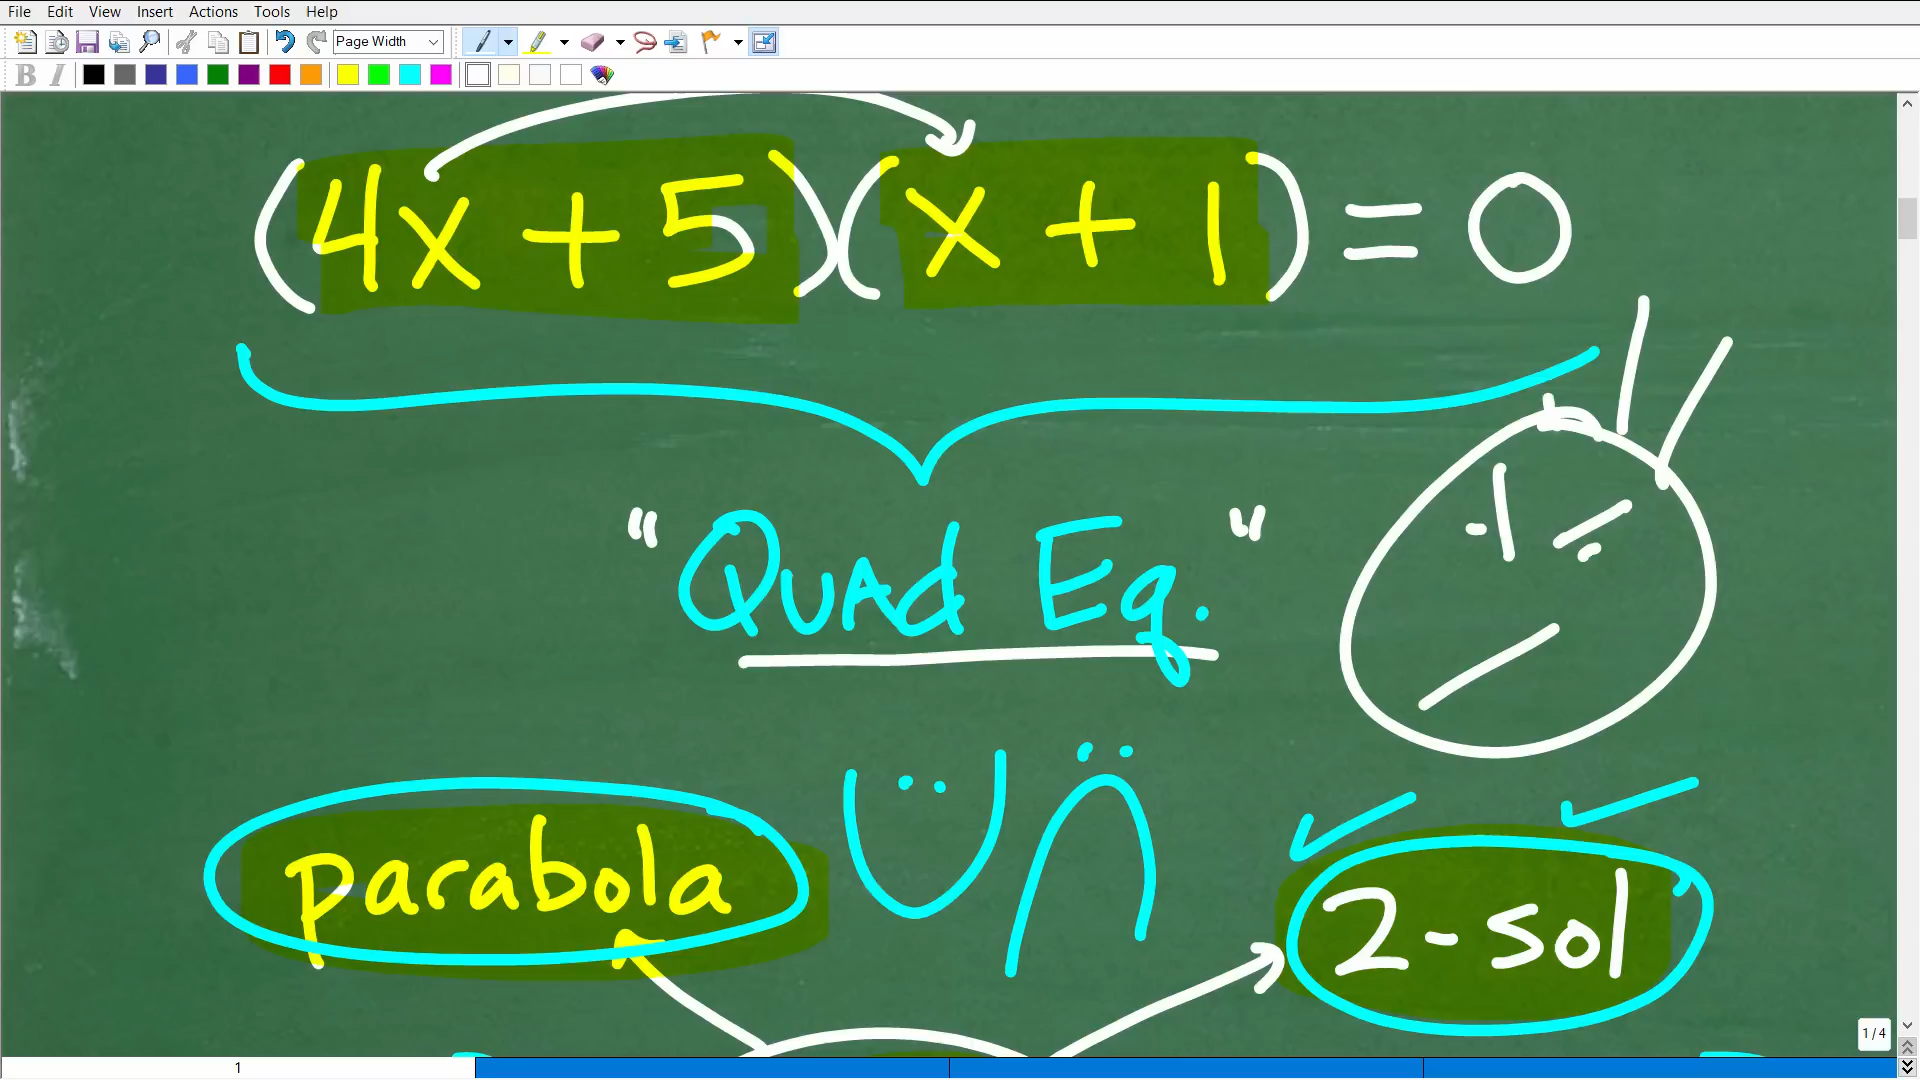 File Edit View Insert Actions Tools Help
Page Width
B I
(4x + 5)(x + 1) = 0
"Quad Eq."
parabola
2-sol
1 / 4
1